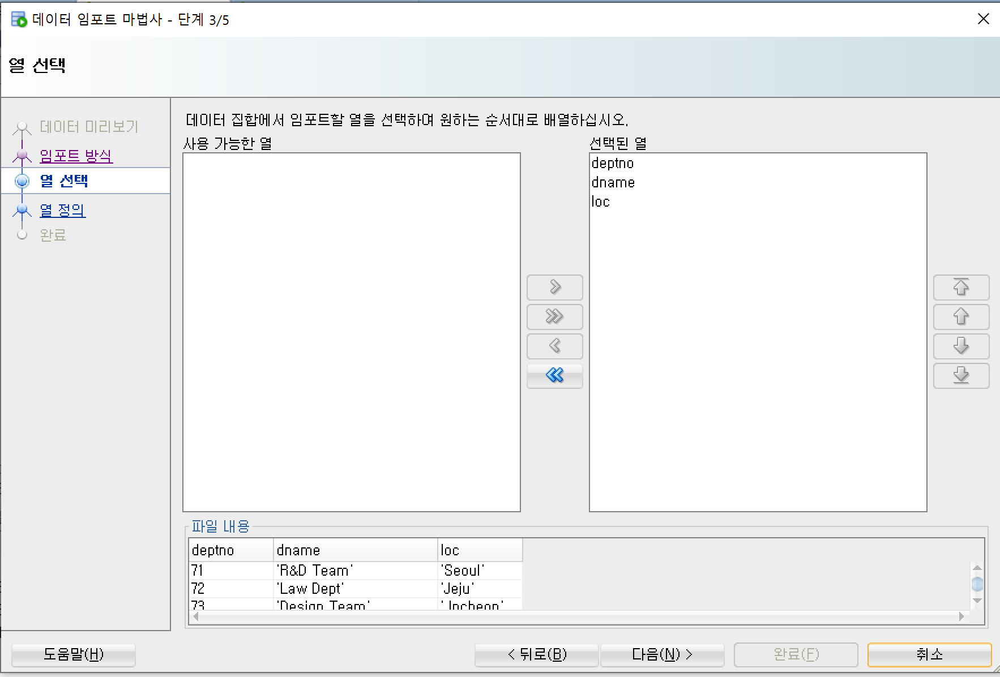 데이터 임포트 마법사 - 단계 3/5
열 선택
데이터 미리보기
임포트 방식
열 선택
열 정의
완료
데이터 집합에서 임포트할 열을 선택하며 원하는 순서대로 배열하십시오.
사용 가능한 열
선택된 열
deptno
dname
loc
파일 내용
deptno dname loc
71 'R&D Team' 'Seoul'
72 'Law Dept' 'Jeju'
73 'Design Team' ' Incheon'
도움말(H)
< 뒤로(B)
다음(N) >
완료(F)
취소